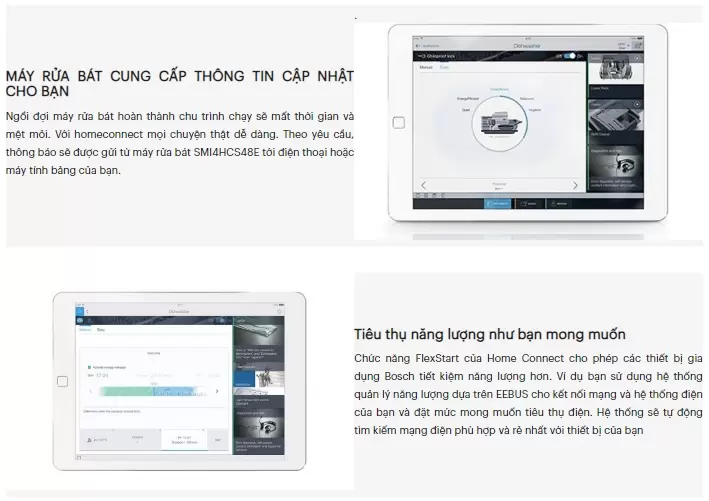 MÁY RỬA BÁT CUNG CẤP THÔNG TIN CẬP NHẬT
CHO BẠN
Ngồi đợi máy rửa bát hoàn thành chu trình chạy sẽ mất thời gian và
mệt mỏi. Với homeconnect mọi chuyện thật dễ dàng. Theo yêu cầu,
thông báo sẽ được gửi từ máy rửa bát SMI4HCS48E tới điện thoại hoặc
máy tính bảng của bạn.
Dishwasher
Manual
Tiêu thụ năng lượng như bạn mong muốn
Chức năng FlexStart của Home Connect cho phép các thiết bị gia
dụng Bosch tiết kiệm năng lượng hơn. Ví dụ bạn sử dụng hệ thống
quản lý năng lượng dựa trên EEBUS cho kết nối mạng và hệ thống điện
của bạn và đặt mức mong muốn tiêu thụ điện. Hệ thống sẽ tự động
tìm kiếm mạng điện phù hợp và rẻ nhất với thiết bị của bạn